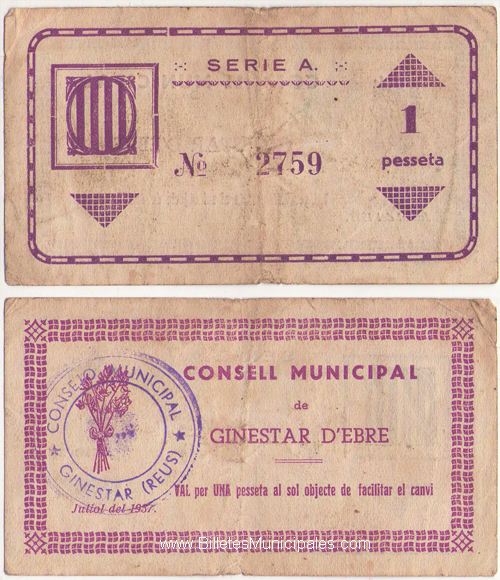 SERIE A.
1
pesseta
Nº 2759
CONSELL MUNICIPAL
de
GINESTAR D'EBRE
CONSEJO MUNICIPAL
GINESTAR (REUS)
VAL per UNA pesseta al sol objecte de facilitar el canvi
Juliol del 1937.
www.BilletesMunicipales.com